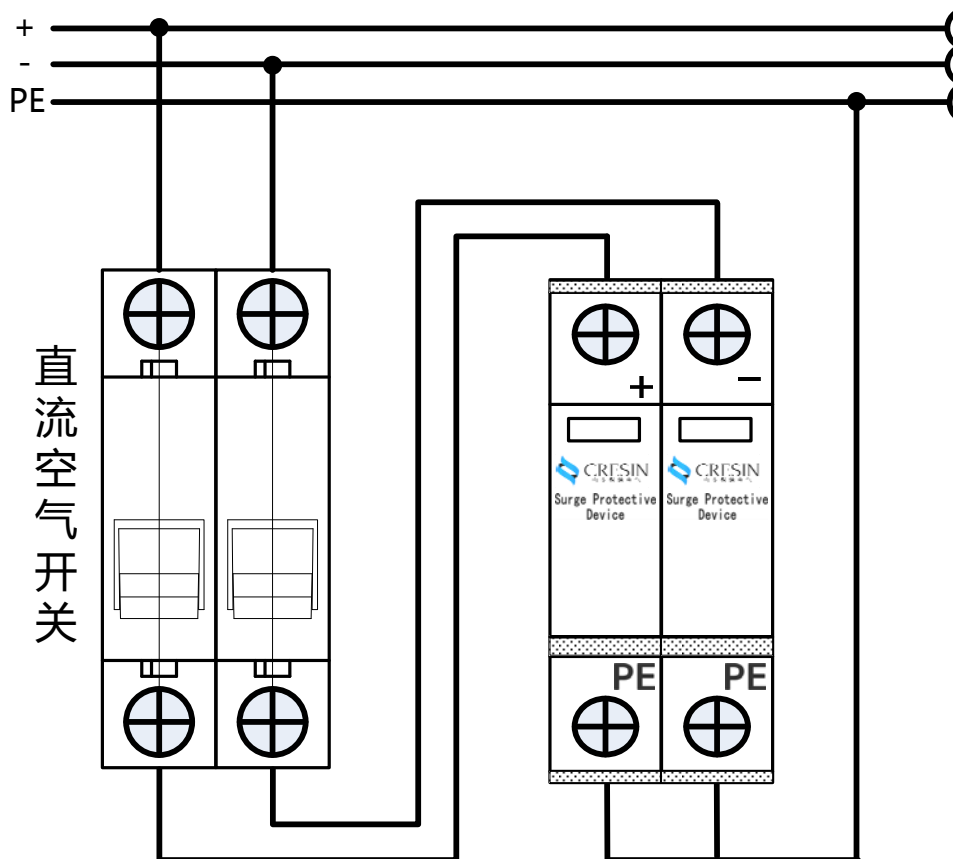 +
-
PE
直流空气开关
+
−
CRESIN
Surge Protective
Device
CRESIN
Surge Protective
Device
PE
PE